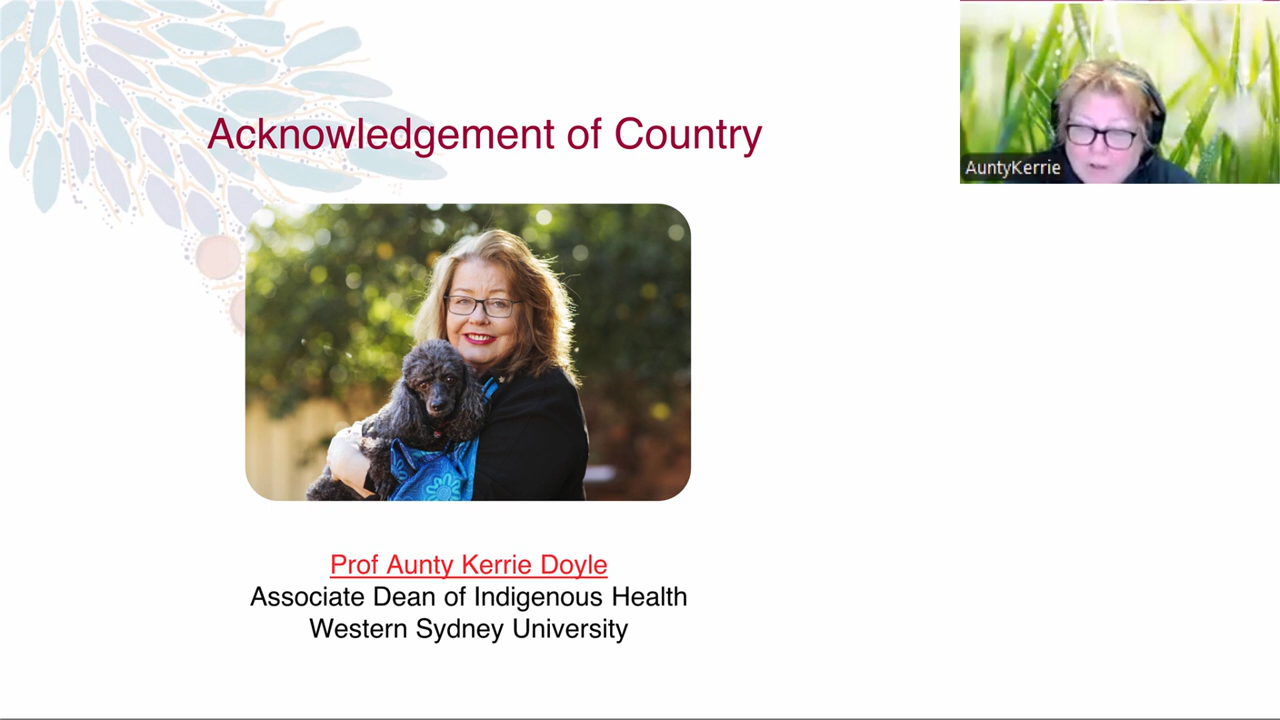 Acknowledgement of Country
AuntyKerrie
Prof Aunty Kerrie Doyle
Associate Dean of Indigenous Health
Western Sydney University